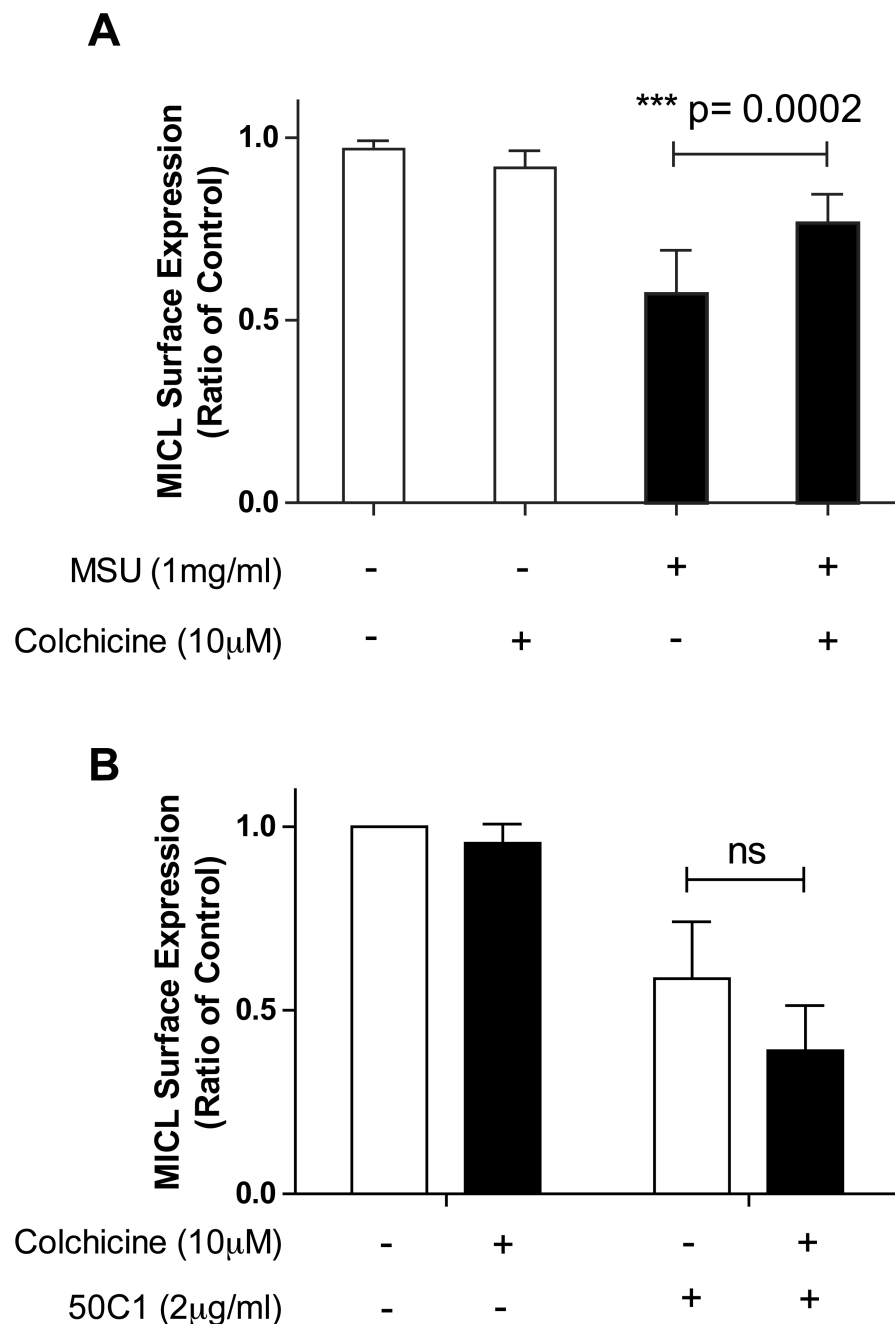 A
MICL Surface Expression
(Ratio of Control)
*** p= 0.0002
1.0
0.5
0.0
MSU (1mg/ml) - - + +
Colchicine (10µM) - + - +
B
MICL Surface Expression
(Ratio of Control)
ns
1.0
0.5
0.0
Colchicine (10µM) - + - +
50C1 (2µg/ml) - - + +